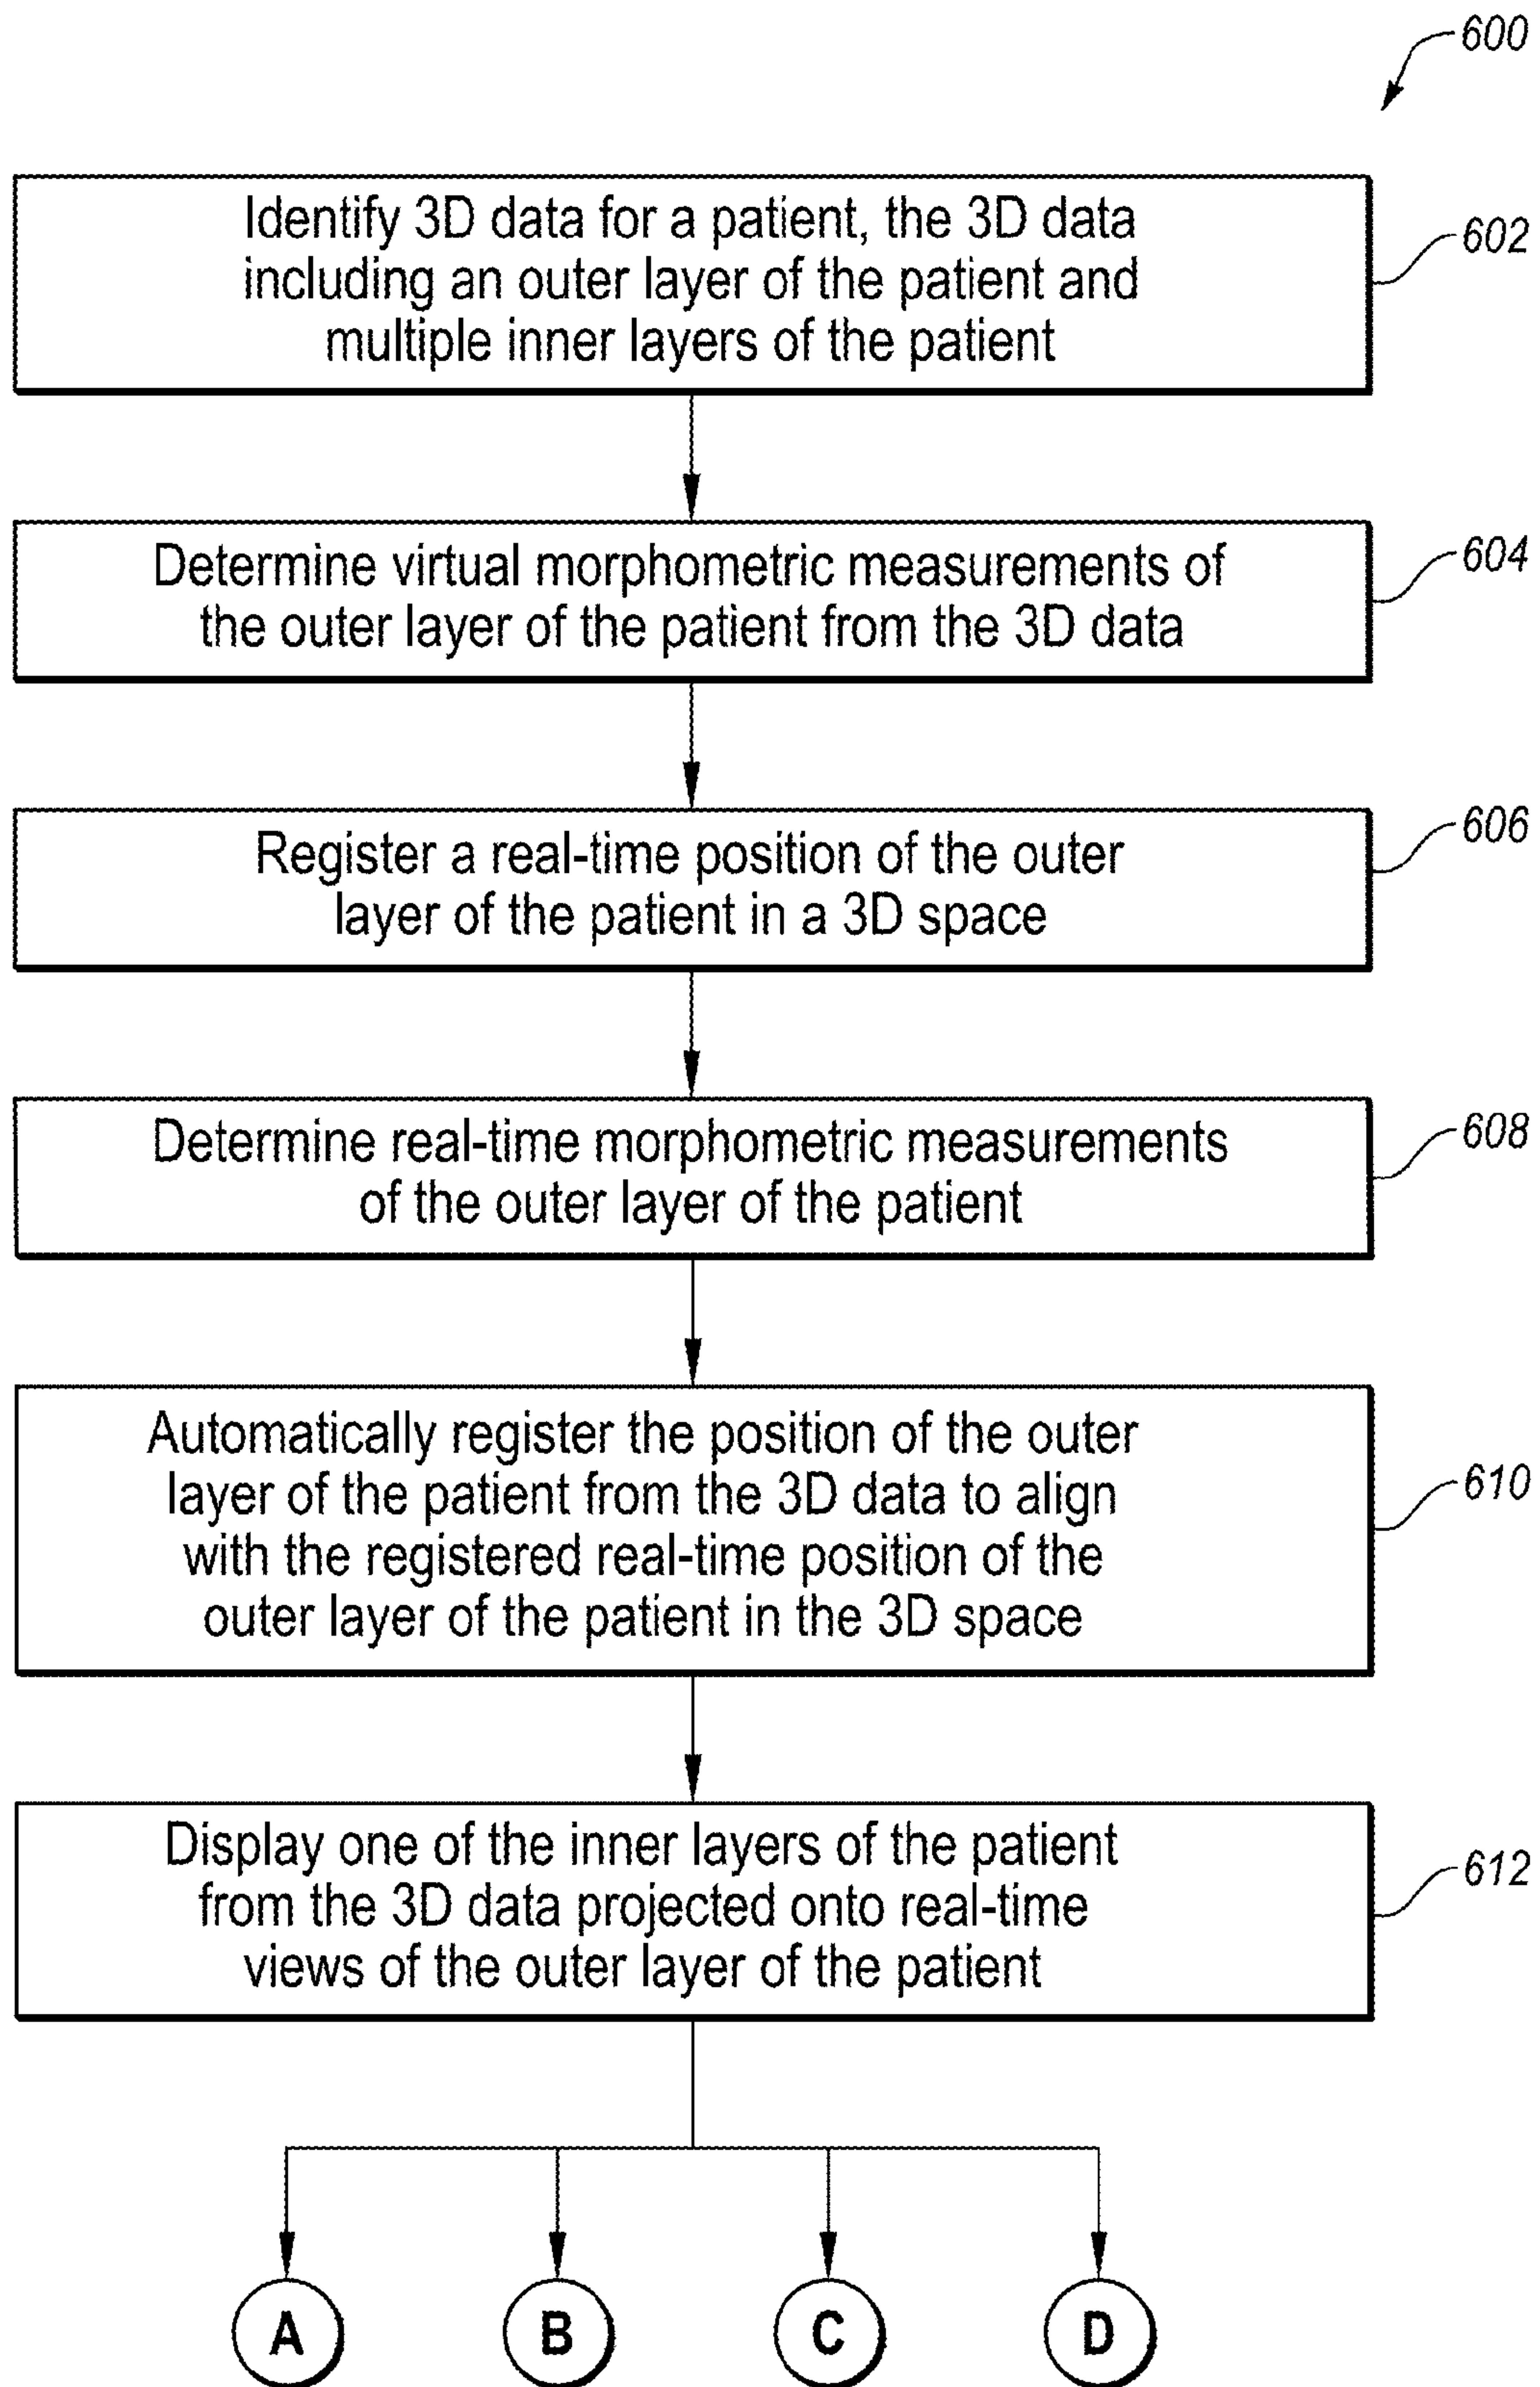 600
Identify 3D data for a patient, the 3D data
including an outer layer of the patient and
multiple inner layers of the patient
602
Determine virtual morphometric measurements of
the outer layer of the patient from the 3D data
604
Register a real-time position of the outer
layer of the patient in a 3D space
606
Determine real-time morphometric measurements
of the outer layer of the patient
608
Automatically register the position of the outer
layer of the patient from the 3D data to align
with the registered real-time position of the
outer layer of the patient in the 3D space
610
Display one of the inner layers of the patient
from the 3D data projected onto real-time
views of the outer layer of the patient
612
A B C D